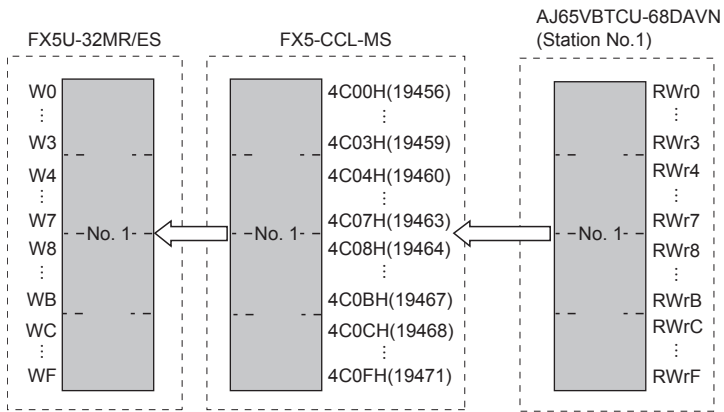 FX5U-32MR/ES
FX5-CCL-MS
AJ65VBTCU-68DAVN
(Station No.1)
W0
⋮
W3
W4
⋮
W7
W8
⋮
WB
WC
⋮
WF
No. 1
4C00H(19456)
⋮
4C03H(19459)
4C04H(19460)
⋮
4C07H(19463)
4C08H(19464)
⋮
4C0BH(19467)
4C0CH(19468)
⋮
4C0FH(19471)
No. 1
RWr0
⋮
RWr3
RWr4
⋮
RWr7
RWr8
⋮
RWrB
RWrC
⋮
RWrF
No. 1